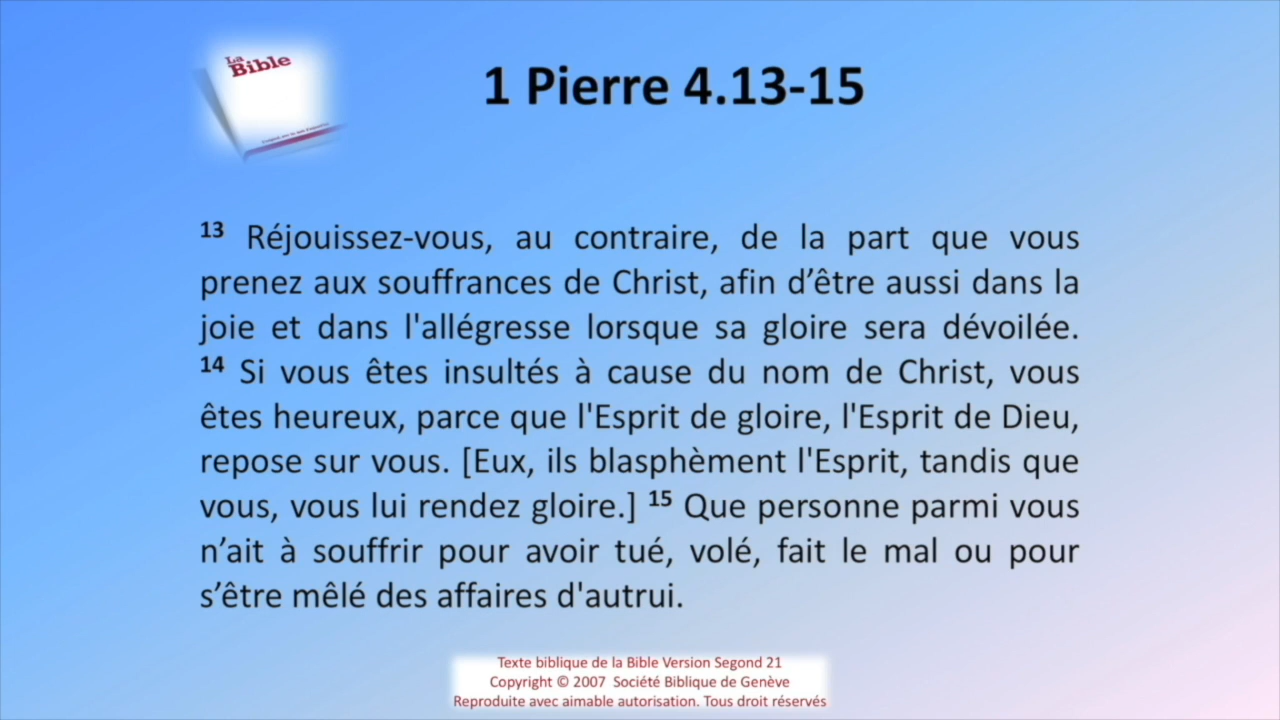 La
Bible
1 Pierre 4.13-15
13 Réjouissez-vous, au contraire, de la part que vous
prenez aux souffrances de Christ, afin d’être aussi dans la
joie et dans l'allégresse lorsque sa gloire sera dévoilée.
14 Si vous êtes insultés à cause du nom de Christ, vous
êtes heureux, parce que l'Esprit de gloire, l'Esprit de Dieu,
repose sur vous. [Eux, ils blasphèment l'Esprit, tandis que
vous, vous lui rendez gloire.] 15 Que personne parmi vous
n’ait à souffrir pour avoir tué, volé, fait le mal ou pour
s’être mêlé des affaires d'autrui.
Texte biblique de la Bible Version Segond 21
Copyright © 2007 Société Biblique de Genève
Reproduite avec aimable autorisation. Tous droit réservés